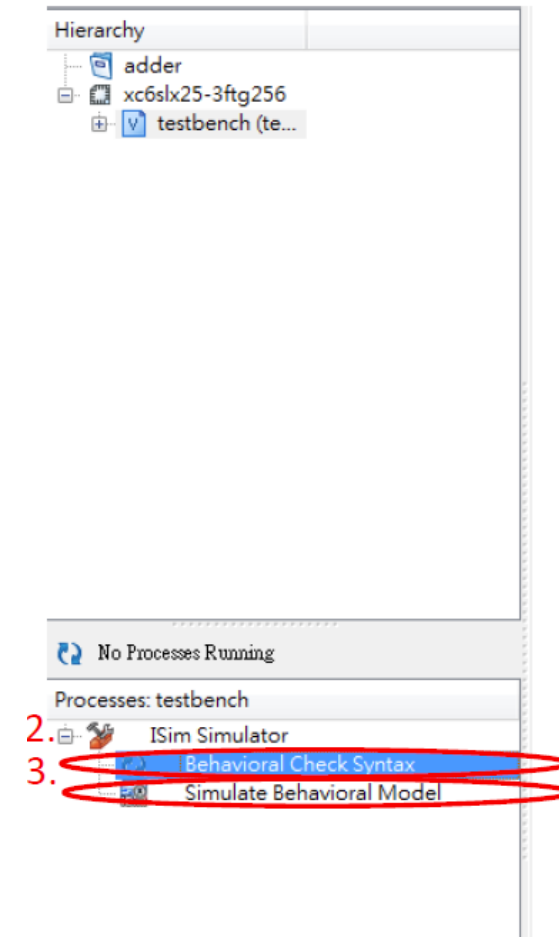 Hierarchy
adder
xc6slx25-3ftg256
testbench (te...
No Processes Running
Processes: testbench
2. ISim Simulator
3. Behavioral Check Syntax
Simulate Behavioral Model